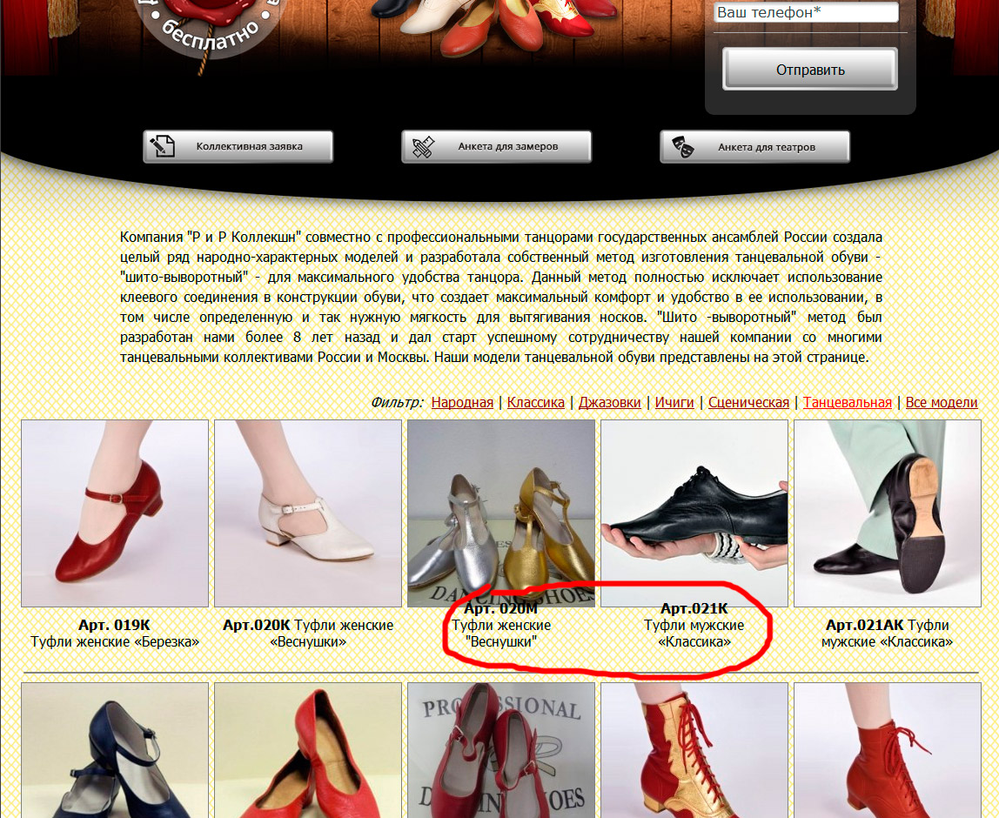 бесплатно
Ваш телефон*
Отправить
Коллективная заявка
Анкета для замеров
Анкета для театров
Компания "Р и Р Коллекшн" совместно с профессиональными танцорами государственных ансамблей России создала
целый ряд народно-характерных моделей и разработала собственный метод изготовления танцевальной обуви -
"шито-выворотный" - для максимального удобства танцора. Данный метод полностью исключает использование
клеевого соединения в конструкции обуви, что создает максимальный комфорт и удобство в ее использовании, в
том числе определенную и так нужную мягкость для вытягивания носков. "Шито -выворотный" метод был
разработан нами более 8 лет назад и дал старт успешному сотрудничеству нашей компании со многими
танцевальными коллективами России и Москвы. Наши модели танцевальной обуви представлены на этой странице.
Фильтр: Народная | Классика | Джазовки | Ичиги | Сценическая | Танцевальная | Все модели
DANCING SHOES
Арт. 019К
Туфли женские «Березка»
Арт.020К Туфли женские
«Веснушки»
Арт. 020М
Туфли женские
"Веснушки"
Арт.021К
Туфли мужские
«Классика»
Арт.021АК Туфли
мужские «Классика»